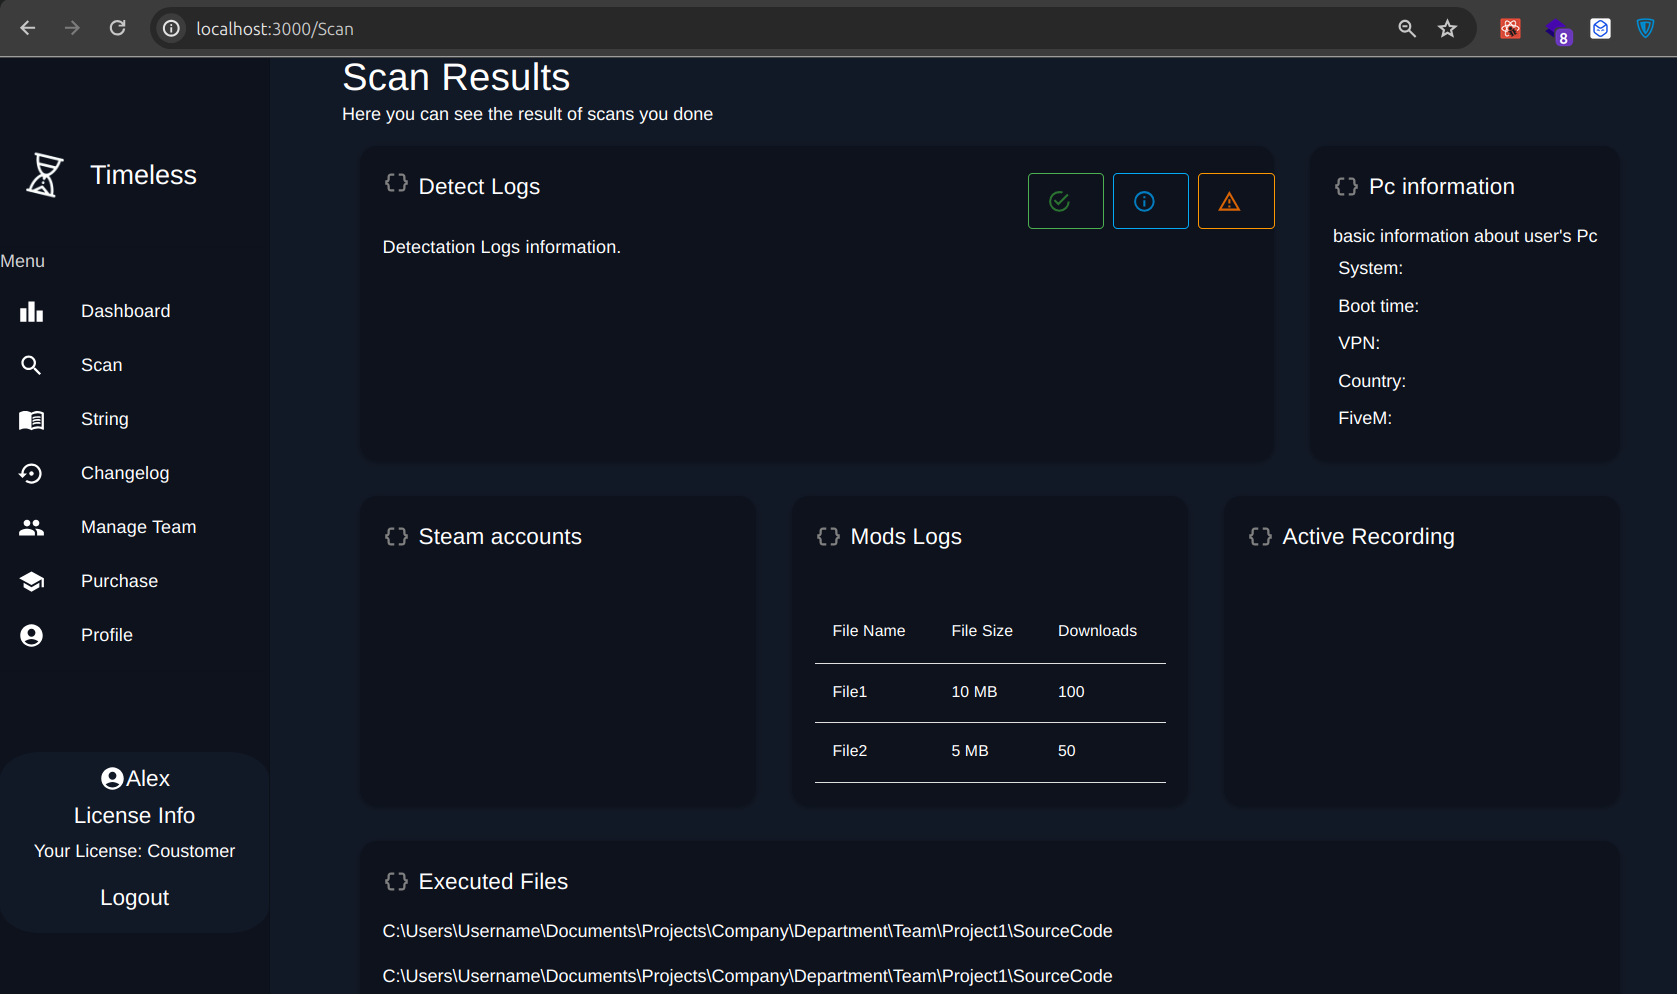 localhost:3000/Scan
8
Scan Results
Here you can see the result of scans you done
Timeless
Menu
Dashboard
Scan
String
Changelog
Manage Team
Purchase
Profile
Alex
License Info
Your License: Coustomer
Logout
Detect Logs
Detectation Logs information.
Pc information
basic information about user's Pc
System:
Boot time:
VPN:
Country:
FiveM:
Steam accounts
Mods Logs
File Name File Size Downloads
File1 10 MB 100
File2 5 MB 50
Active Recording
Executed Files
C:\Users\Username\Documents\Projects\Company\Department\Team\Project1\SourceCode
C:\Users\Username\Documents\Projects\Company\Department\Team\Project1\SourceCode